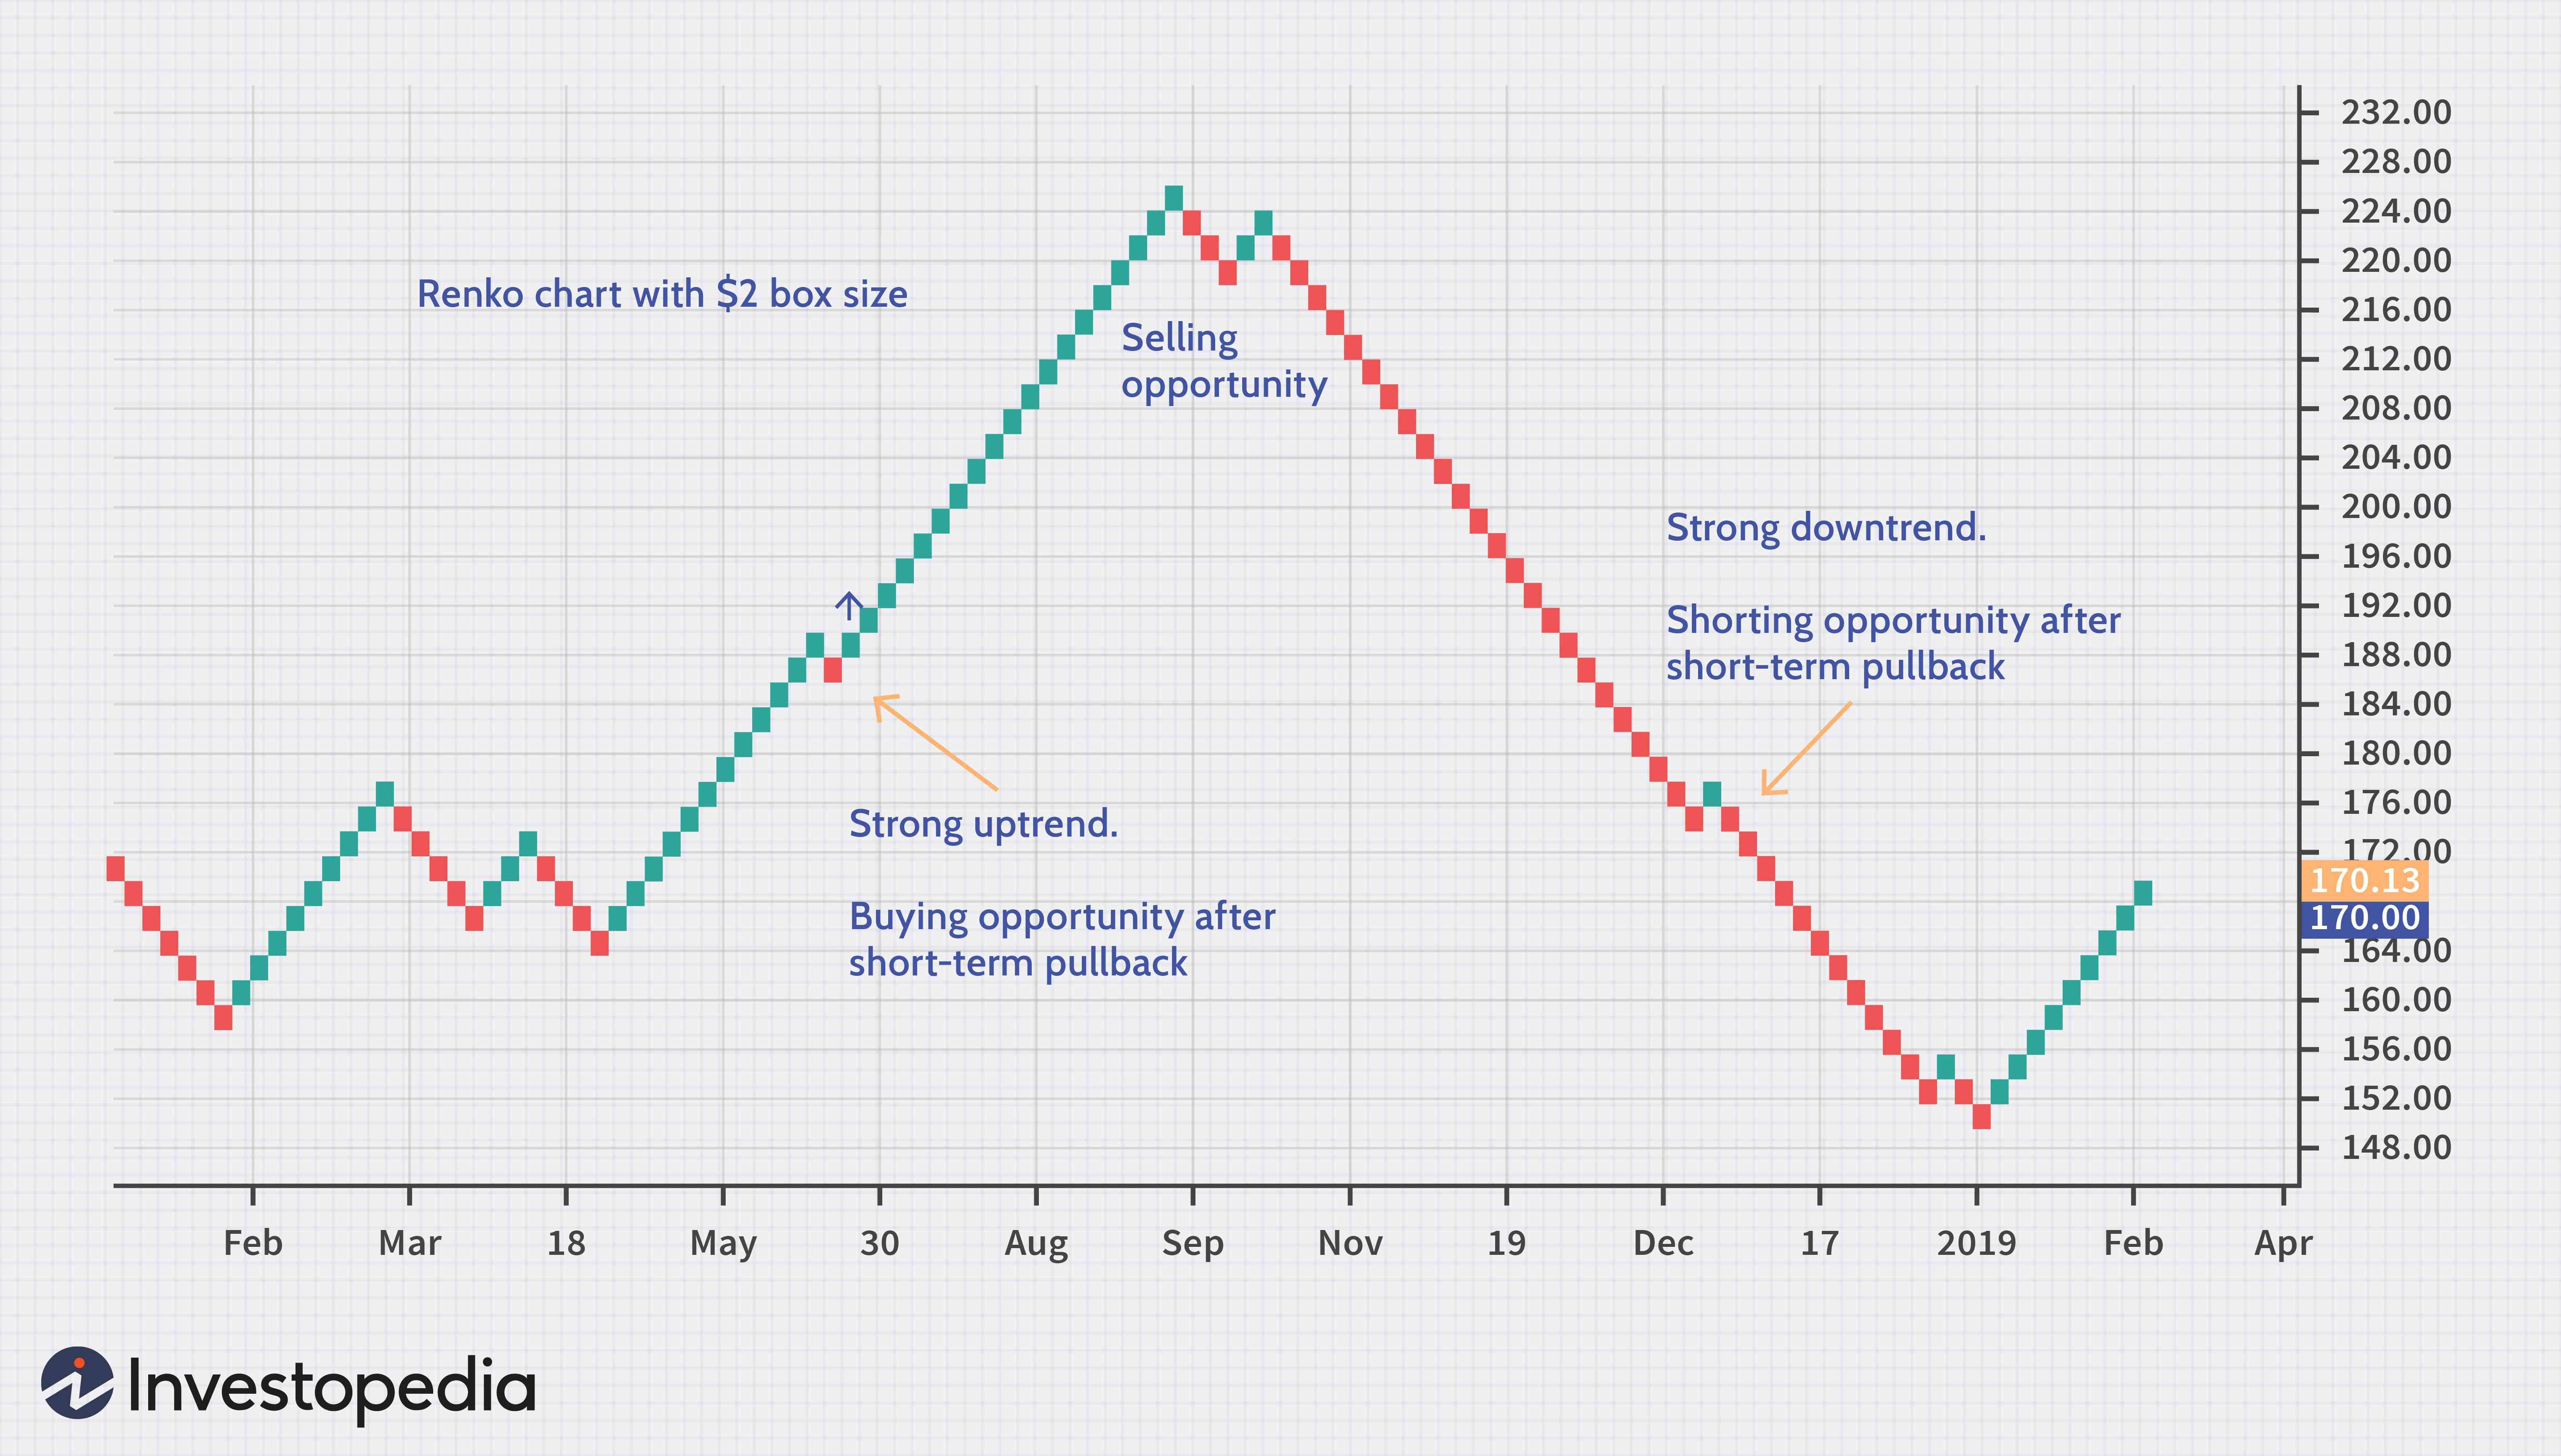 232.00
228.00
224.00
220.00
Renko chart with $2 box size
216.00
Selling
opportunity
212.00
208.00
204.00
200.00
Strong downtrend.
196.00
192.00
Shorting opportunity after
short-term pullback
188.00
184.00
180.00
176.00
Strong uptrend.
172.00
170.13
170.00
Buying opportunity after
short-term pullback
164.00
160.00
156.00
152.00
148.00
Feb Mar 18 May 30 Aug Sep Nov 19 Dec 17 2019 Feb Apr
Investopedia